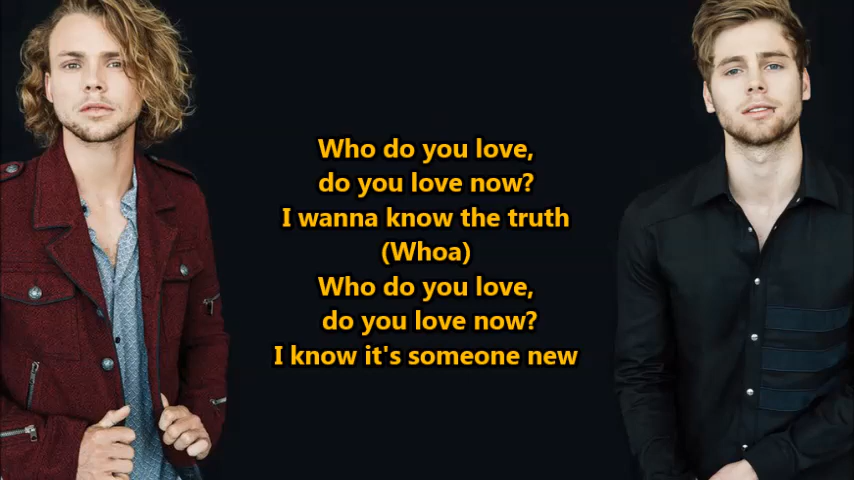 Who do you love,
do you love now?
I wanna know the truth
(Whoa)
Who do you love,
do you love now?
I know it's someone new